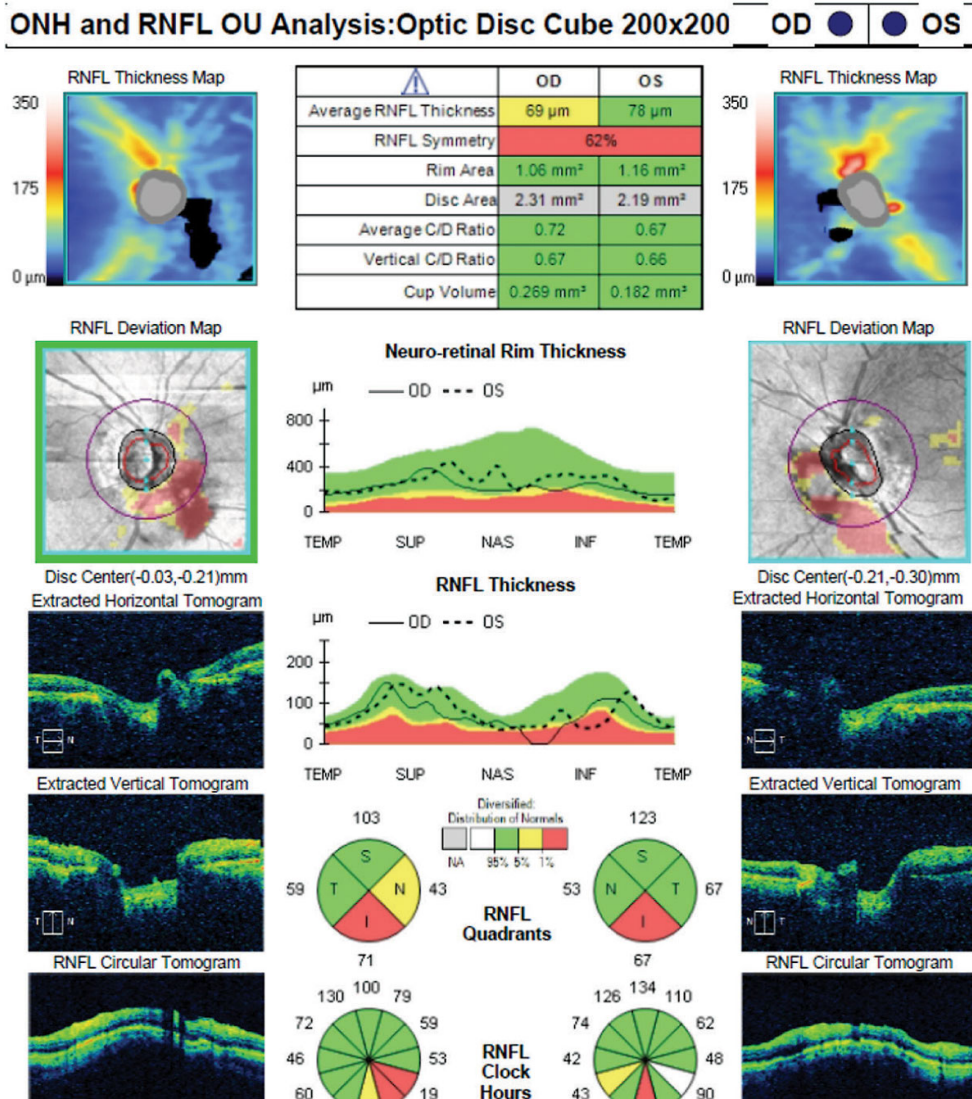 ONH and RNFL OU Analysis:Optic Disc Cube 200x200 OD OS
RNFL Thickness Map
350
175
0 µm
OD OS
Average RNFL Thickness 69 µm 78 µm
RNFL Symmetry 62%
Rim Area 1.06 mm² 1.16 mm²
Disc Area 2.31 mm² 2.19 mm²
Average C/D Ratio 0.72 0.67
Vertical C/D Ratio 0.67 0.66
Cup Volume 0.269 mm³ 0.182 mm³
RNFL Thickness Map
350
175
0 µm
RNFL Deviation Map
Disc Center(-0.03,-0.21)mm
Neuro-retinal Rim Thickness
µm OD OS
800
400
0
TEMP SUP NAS INF TEMP
RNFL Deviation Map
Disc Center(-0.21,-0.30)mm
Extracted Horizontal Tomogram
T N
RNFL Thickness
µm OD OS
200
100
0
TEMP SUP NAS INF TEMP
Extracted Horizontal Tomogram
N T
Extracted Vertical Tomogram
T N
103
S
59 T N 43
I
71
Diversified:
Distribution of Normals
NA 95% 5% 1%
RNFL
Quadrants
123
S
53 N T 67
I
67
Extracted Vertical Tomogram
N T
RNFL Circular Tomogram
130 100 79
72 59
46 53
60 19
RNFL
Clock
Hours
126 134 110
74 62
42 48
43 90
RNFL Circular Tomogram